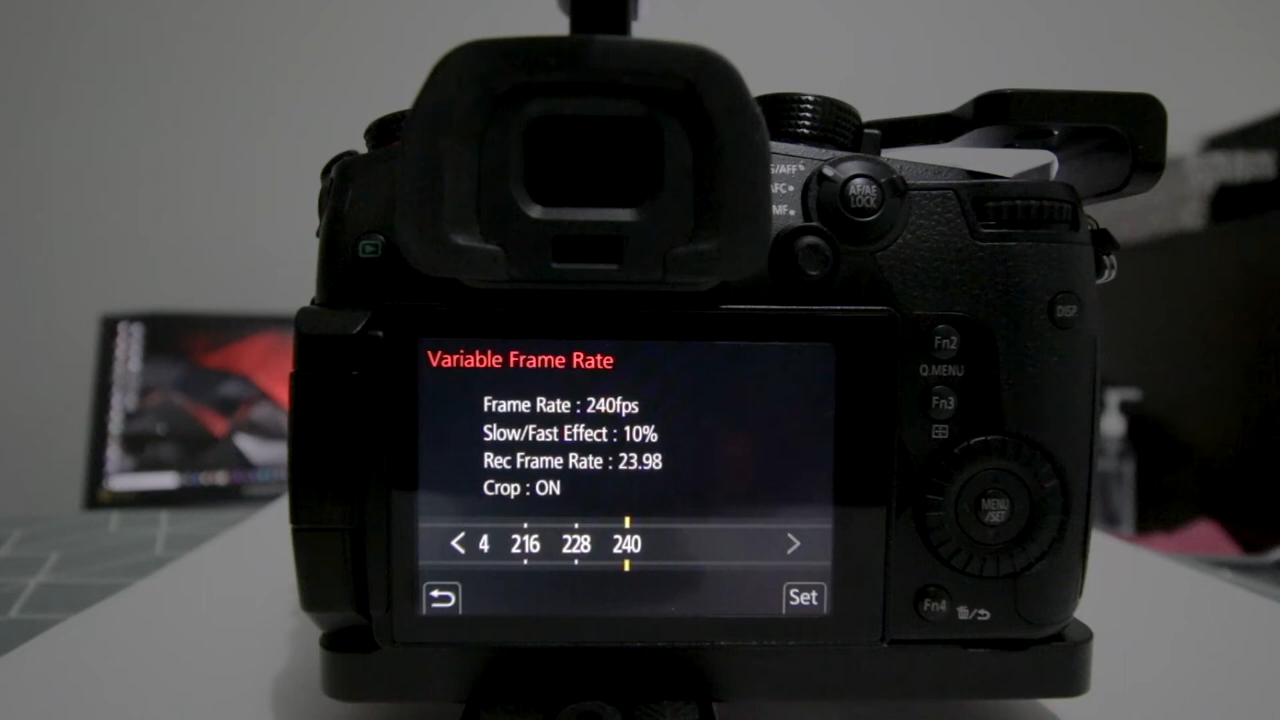 S/AFF
AFC
MF
AF/AE
LOCK
DISP.
Fn2
Q.MENU
Fn3
MENU
/SET
Fn4
Variable Frame Rate
Frame Rate : 240fps
Slow/Fast Effect : 10%
Rec Frame Rate : 23.98
Crop : ON
< 4 216 228 240 >
Set